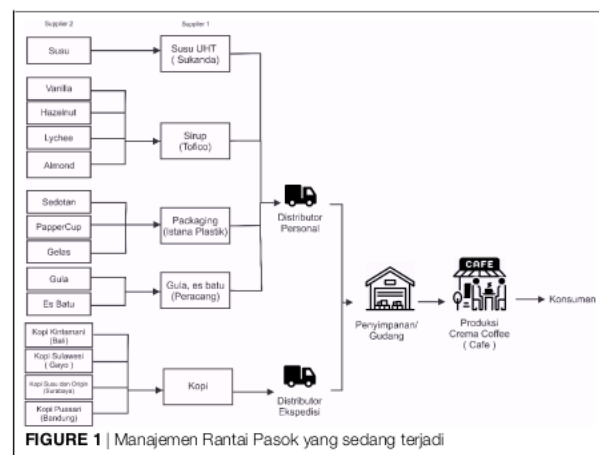 Supplier 2
Supplier 1
Susu
Susu UHT
( Sukanda)
Vanilla
Hazelnut
Lychee
Almond
Sirup
(Tofico)
Sedotan
PapperCup
Gelas
Packaging
(Istana Plastik)
Gula
Es Batu
Gula, es batu
(Peracang)
Kopi Kintamani
(Bali)
Kopi Sulawesi
( Gayo )
Kopi Susu dan Origin
(Surabaya)
Kopi Puasari
(Bandung)
Kopi
Distributor
Personal
Distributor
Ekspedisi
Penyimpanan/
Gudang
CAFE
Produksi
Crema Coffee
( Cafe )
Konsumen
FIGURE 1 | Manajemen Rantai Pasok yang sedang terjadi